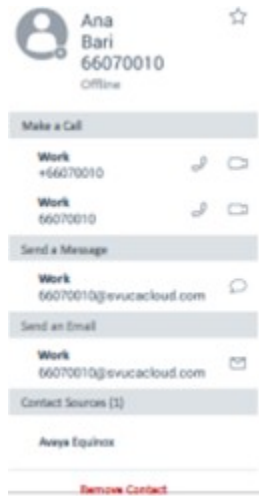 Ana
Bari
66070010
Offline
Make a Call
Work
+66070010
Work
66070010
Send a Message
Work
66070010@svucacloud.com
Send an Email
Work
66070010@svucacloud.com
Contact Sources (1)
Avaya Equinox
Remove Contact